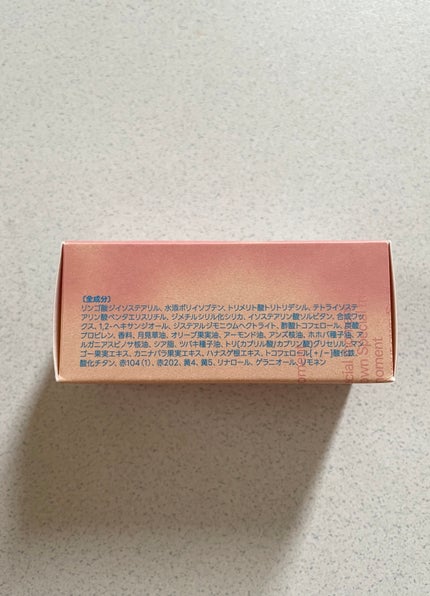 〔全成分〕
リンゴ酸ジイソステアリル、水添ポリイソブテン、トリメリト酸トリトリデシル、テトライソステ
アリン酸ペンタエリスリチル、ジメチルシリル化シリカ、イソステアリン酸ソルビタン、合成ワッ
クス、1,2-ヘキサンジオール、ジステアルジモニウムヘクトライト、酢酸トコフェロール、炭酸
プロピレン、香料、月見草油、オリーブ果実油、アーモンド油、アンズ核油、ホホバ種子油、ア
ルガニアスピノサ核油、シア脂、ツバキ種子油、トリ(カプリル酸/カプリン酸)グリセリル、マン
ゴー果実エキス、カニナバラ果実エキス、ハナスゲ根エキス、トコフェロール[+/-]酸化鉄、
酸化チタン、赤104(1)、赤202、黄4、黄5、リナロール、ゲラニオール、リモネン
own Special
oment